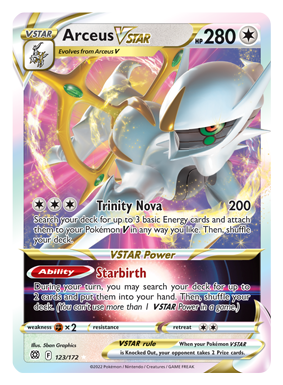 VSTAR Arceus VSTAR HP 280
Evolves from Arceus V
Trinity Nova 200
Search your deck for up to 3 basic Energy cards and attach
them to your Pokémon V in any way you like. Then, shuffle
your deck.
VSTAR Power
Ability Starbirth
During your turn, you may search your deck for up to
2 cards and put them into your hand. Then, shuffle your
deck. (You can't use more than 1 VSTAR Power in a game.)
weakness ×2 resistance retreat
Illus. 5ban Graphics
VSTAR rule When your Pokémon VSTAR
is Knocked Out, your opponent takes 2 Prize cards.
F 123/172
©2022 Pokémon / Nintendo / Creatures / GAME FREAK